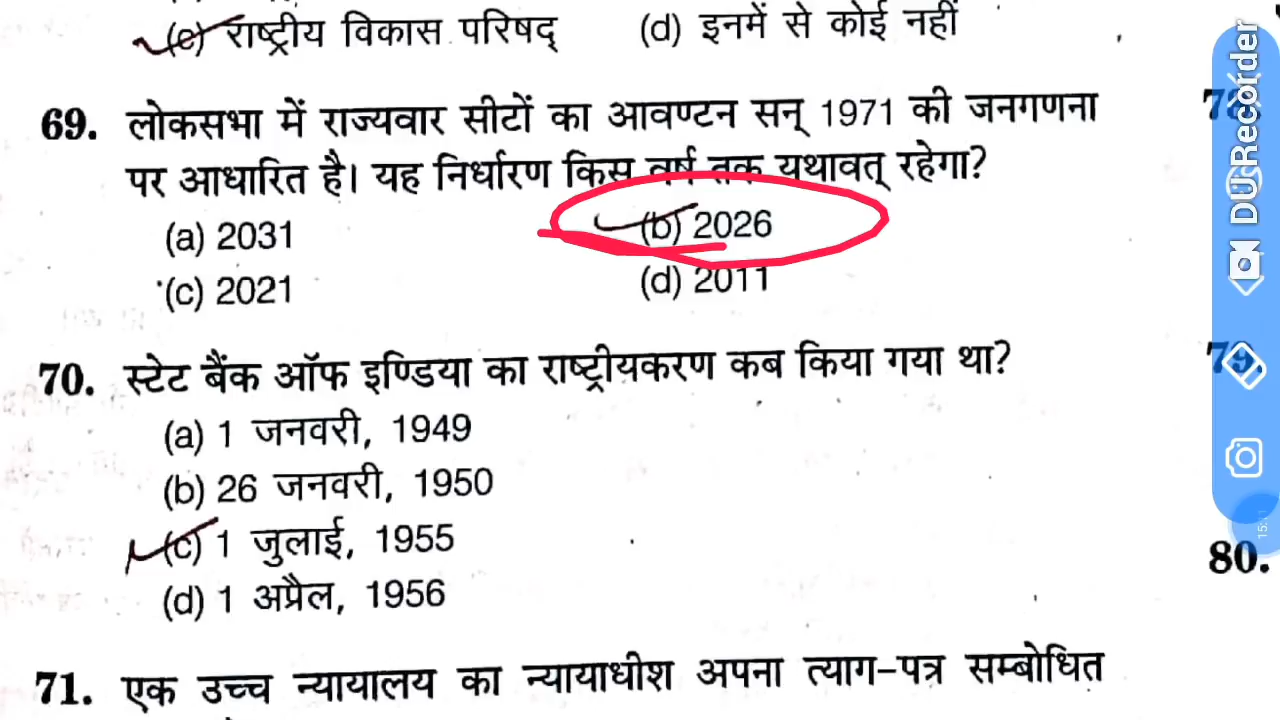 (c) राष्ट्रीय विकास परिषद् (d) इनमें से कोई नहीं
69. लोकसभा में राज्यवार सीटों का आवण्टन सन् 1971 की जनगणना
पर आधारित है। यह निर्धारण किस वर्ष तक यथावत् रहेगा?
(a) 2031 (b) 2026
(c) 2021 (d) 2011
70. स्टेट बैंक ऑफ इण्डिया का राष्ट्रीयकरण कब किया गया था?
(a) 1 जनवरी, 1949
(b) 26 जनवरी, 1950
(c) 1 जुलाई, 1955
(d) 1 अप्रैल, 1956
71. एक उच्च न्यायालय का न्यायाधीश अपना त्याग-पत्र सम्बोधित
79.
80.
DU Recorder